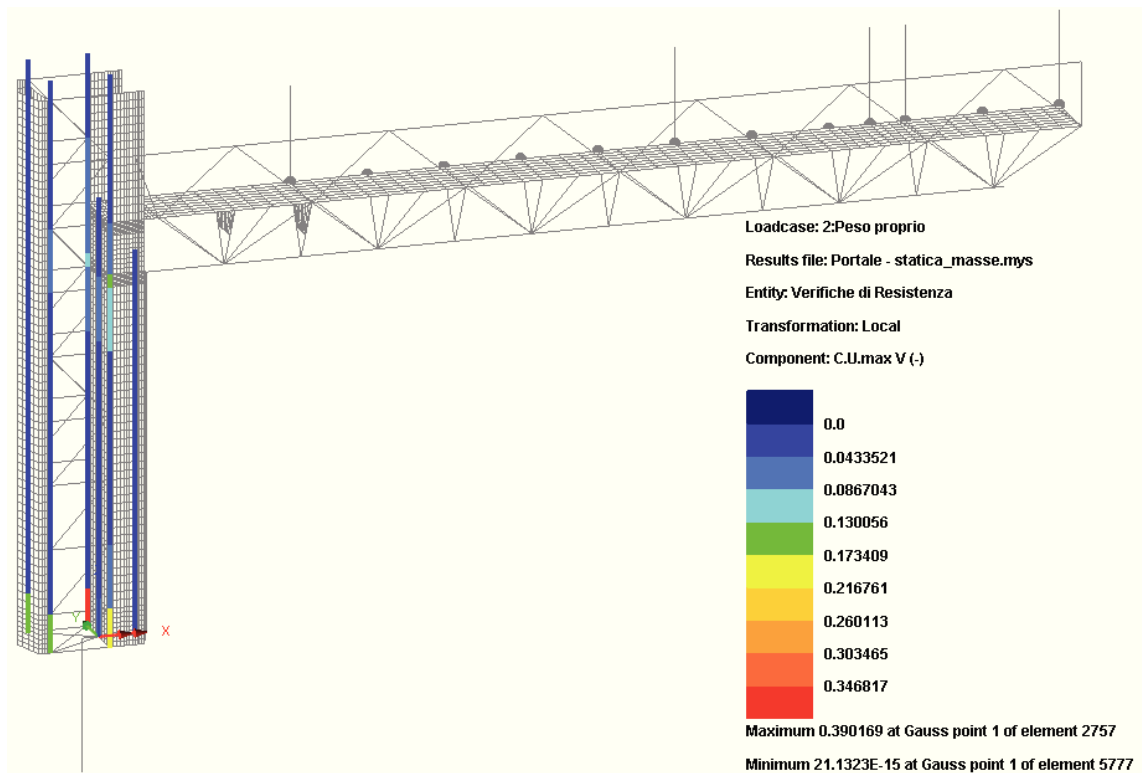 Loadcase: 2:Peso proprio
Results file: Portale - statica_masse.mys
Entity: Verifiche di Resistenza
Transformation: Local
Component: C.U.max V (-)
0.0
0.0433521
0.0867043
0.130056
0.173409
0.216761
0.260113
0.303465
0.346817
Y
X
Maximum 0.390169 at Gauss point 1 of element 2757
Minimum 21.1323E-15 at Gauss point 1 of element 5777